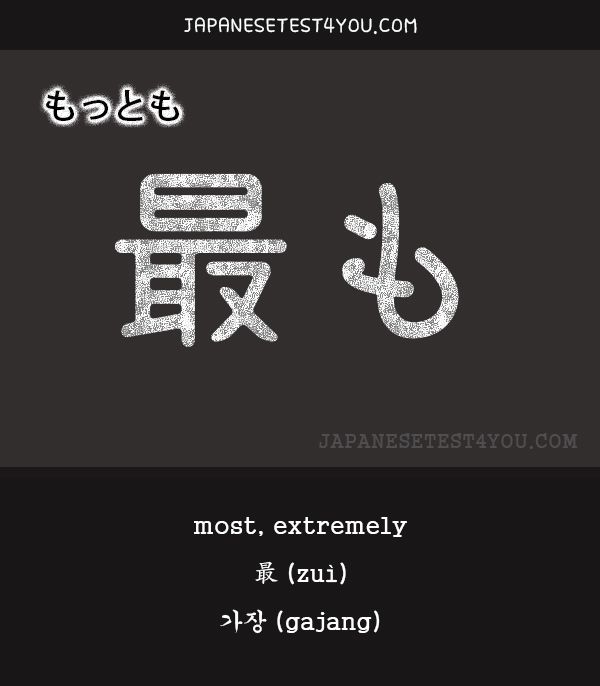 JAPANESETEST4YOU.COM
もっとも
最も
JAPANESETEST4YOU.COM
most, extremely
最 (zuì)
가장 (gajang)